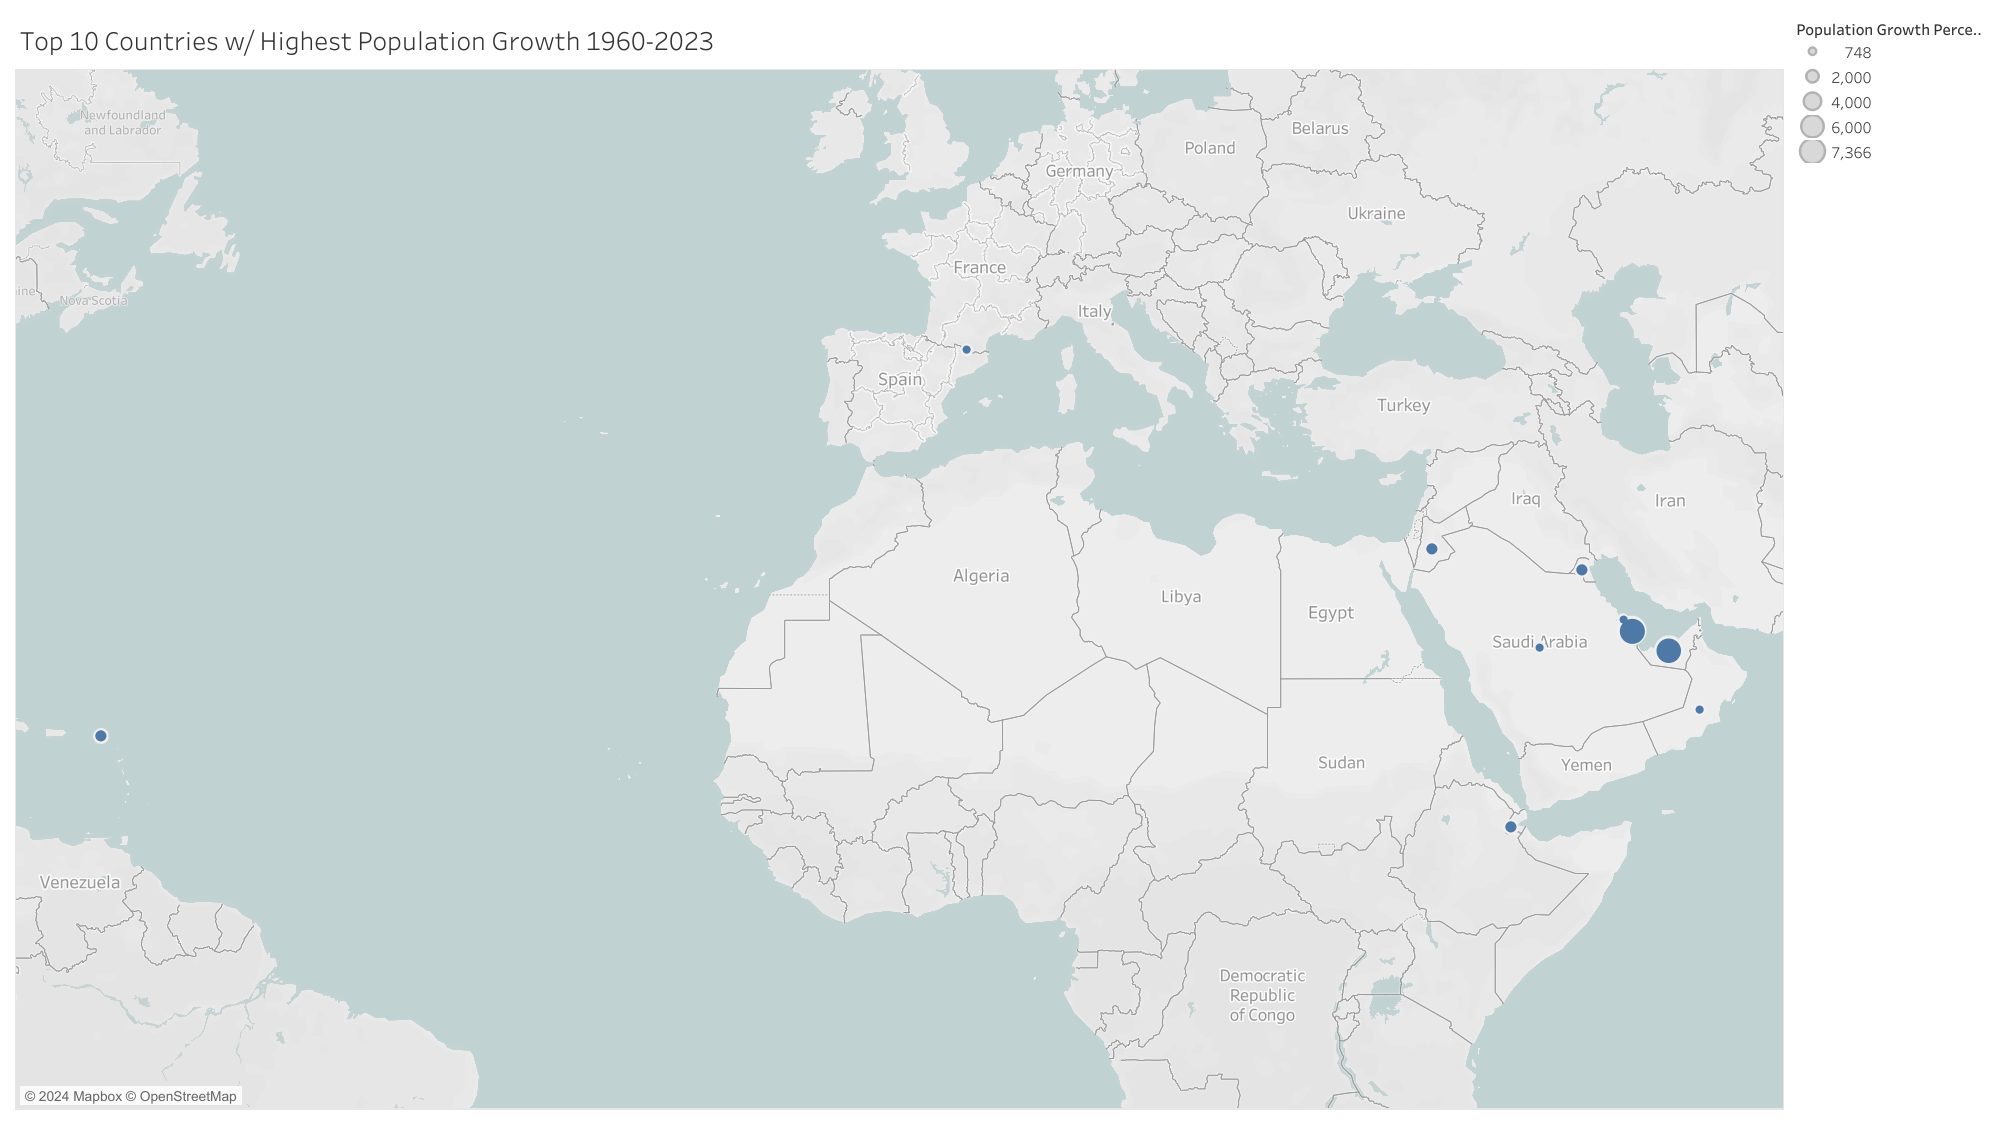 Top 10 Countries w/ Highest Population Growth 1960-2023
Population Growth Perce..
748
2,000
4,000
6,000
7,366
Newfoundland
and Labrador
Belarus
Poland
Germany
Ukraine
France
ine
Nova Scotia
Italy
Spain
Turkey
Iraq
Iran
Algeria
Libya
Egypt
Saudi Arabia
Sudan
Yemen
Venezuela
Democratic
Republic
of Congo
© 2024 Mapbox © OpenStreetMap